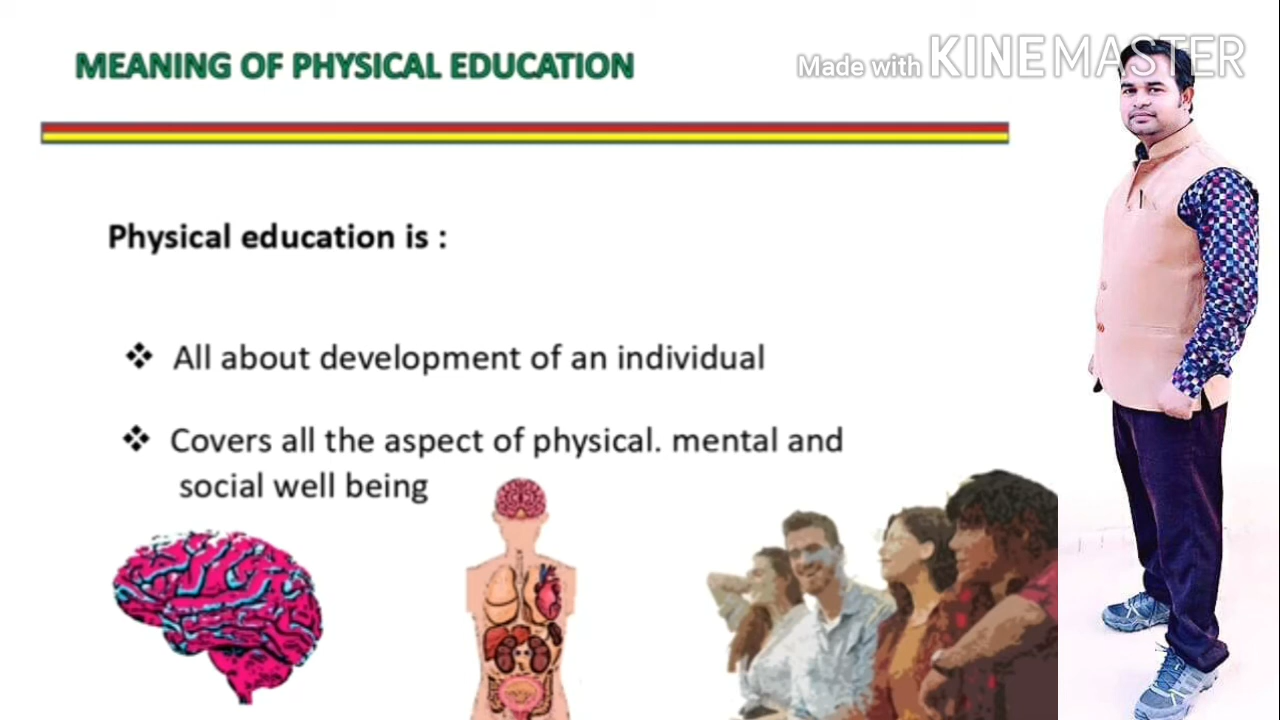 MEANING OF PHYSICAL EDUCATION
Made with KINEMASTER
Physical education is :
❖ All about development of an individual
❖ Covers all the aspect of physical. mental and
social well being